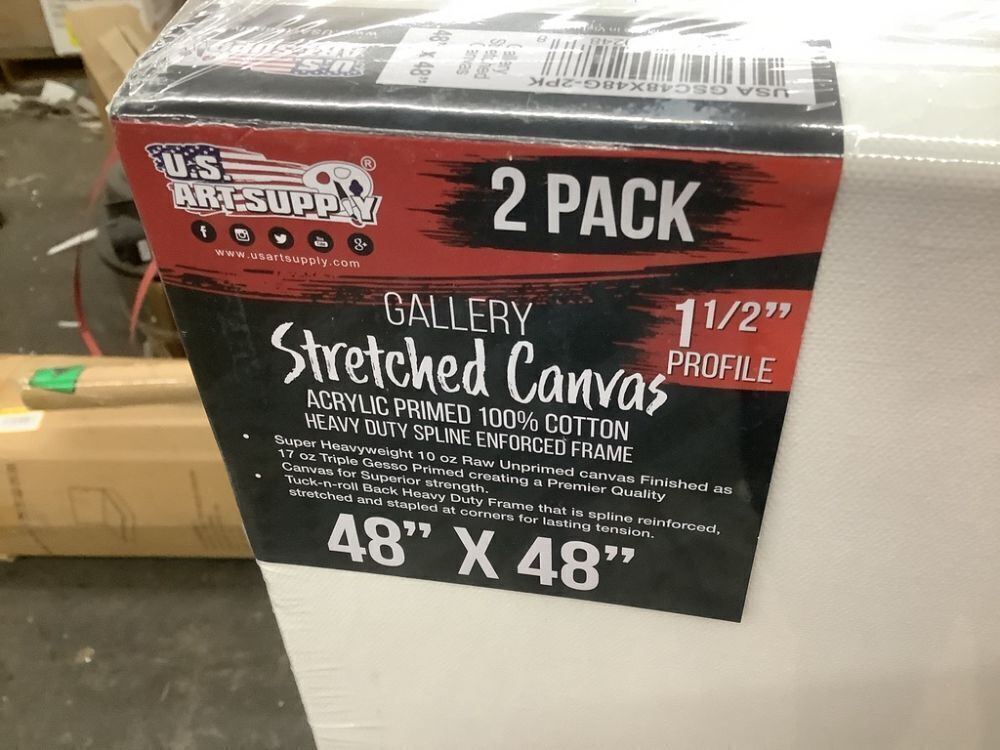 USA GSC48X48G-2PK
48" X 48"
U.S.
ART SUPPLY
®
www.usartsupply.com
2 PACK
GALLERY
Stretched Canvas
1 1/2”
PROFILE
ACRYLIC PRIMED 100% COTTON
HEAVY DUTY SPLINE ENFORCED FRAME
• Super Heavyweight 10 oz Raw Unprimed canvas Finished as
17 oz Triple Gesso Primed creating a Premier Quality
Canvas for Superior strength.
• Tuck-n-roll Back Heavy Duty Frame that is spline reinforced,
stretched and stapled at corners for lasting tension.
48” X 48”